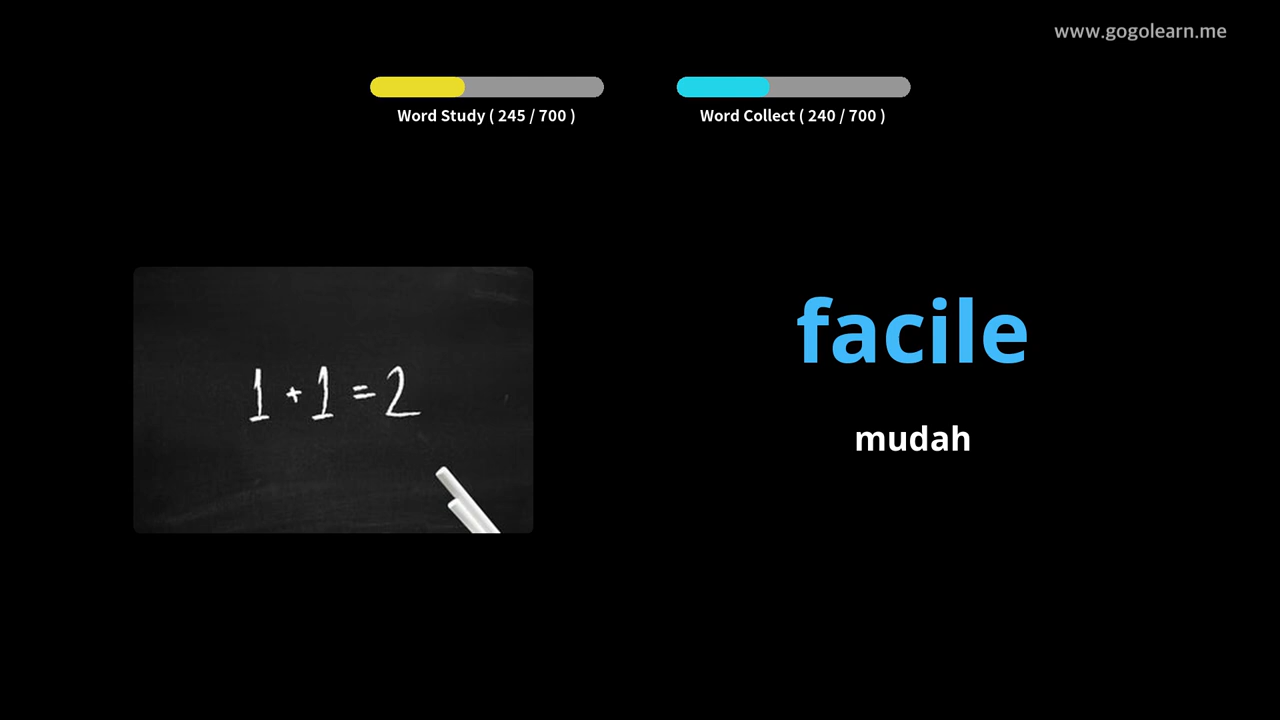 www.gogolearn.me
Word Study ( 245 / 700 )
Word Collect ( 240 / 700 )
1 + 1 = 2
facile
mudah